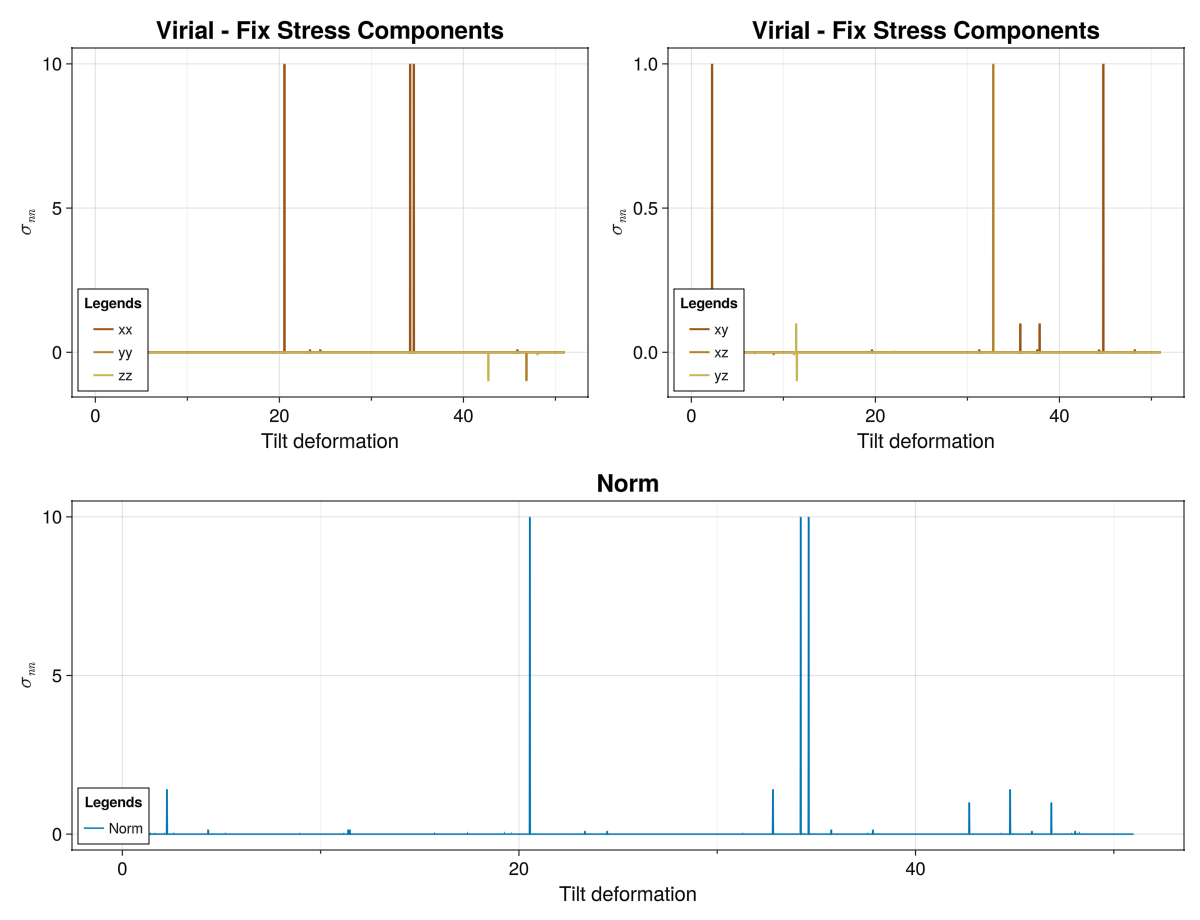 Virial - Fix Stress Components
10
5
0
σnn
Legends
xx
yy
zz
0 20 40
Tilt deformation
Virial - Fix Stress Components
1.0
0.5
0.0
σnn
Legends
xy
xz
yz
0 20 40
Tilt deformation
Norm
10
5
0
σnn
Legends
Norm
0 20 40
Tilt deformation